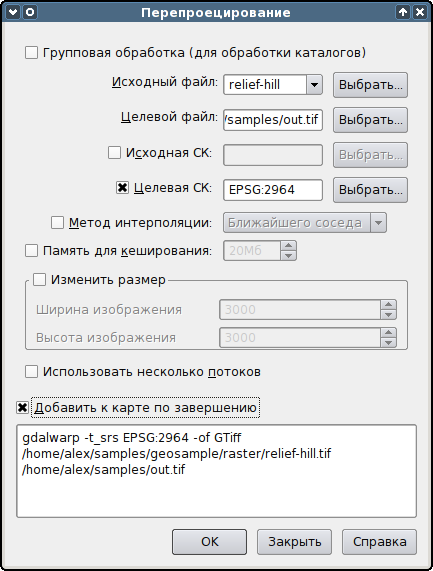 Перепроецирование
Групповая обработка (для обработки каталогов)
Исходный файл: relief-hill Выбрать...
Целевой файл: /samples/out.tif Выбрать...
Исходная СК: Выбрать...
Целевая СК: EPSG:2964 Выбрать...
Метод интерполяции: Ближайшего соседа
Память для кеширования: 20Мб
Изменить размер
Ширина изображения 3000
Высота изображения 3000
Использовать несколько потоков
Добавить к карте по завершению
gdalwarp -t_srs EPSG:2964 -of GTiff
/home/alex/samples/geosample/raster/relief-hill.tif
/home/alex/samples/out.tif
OK Закрыть Справка